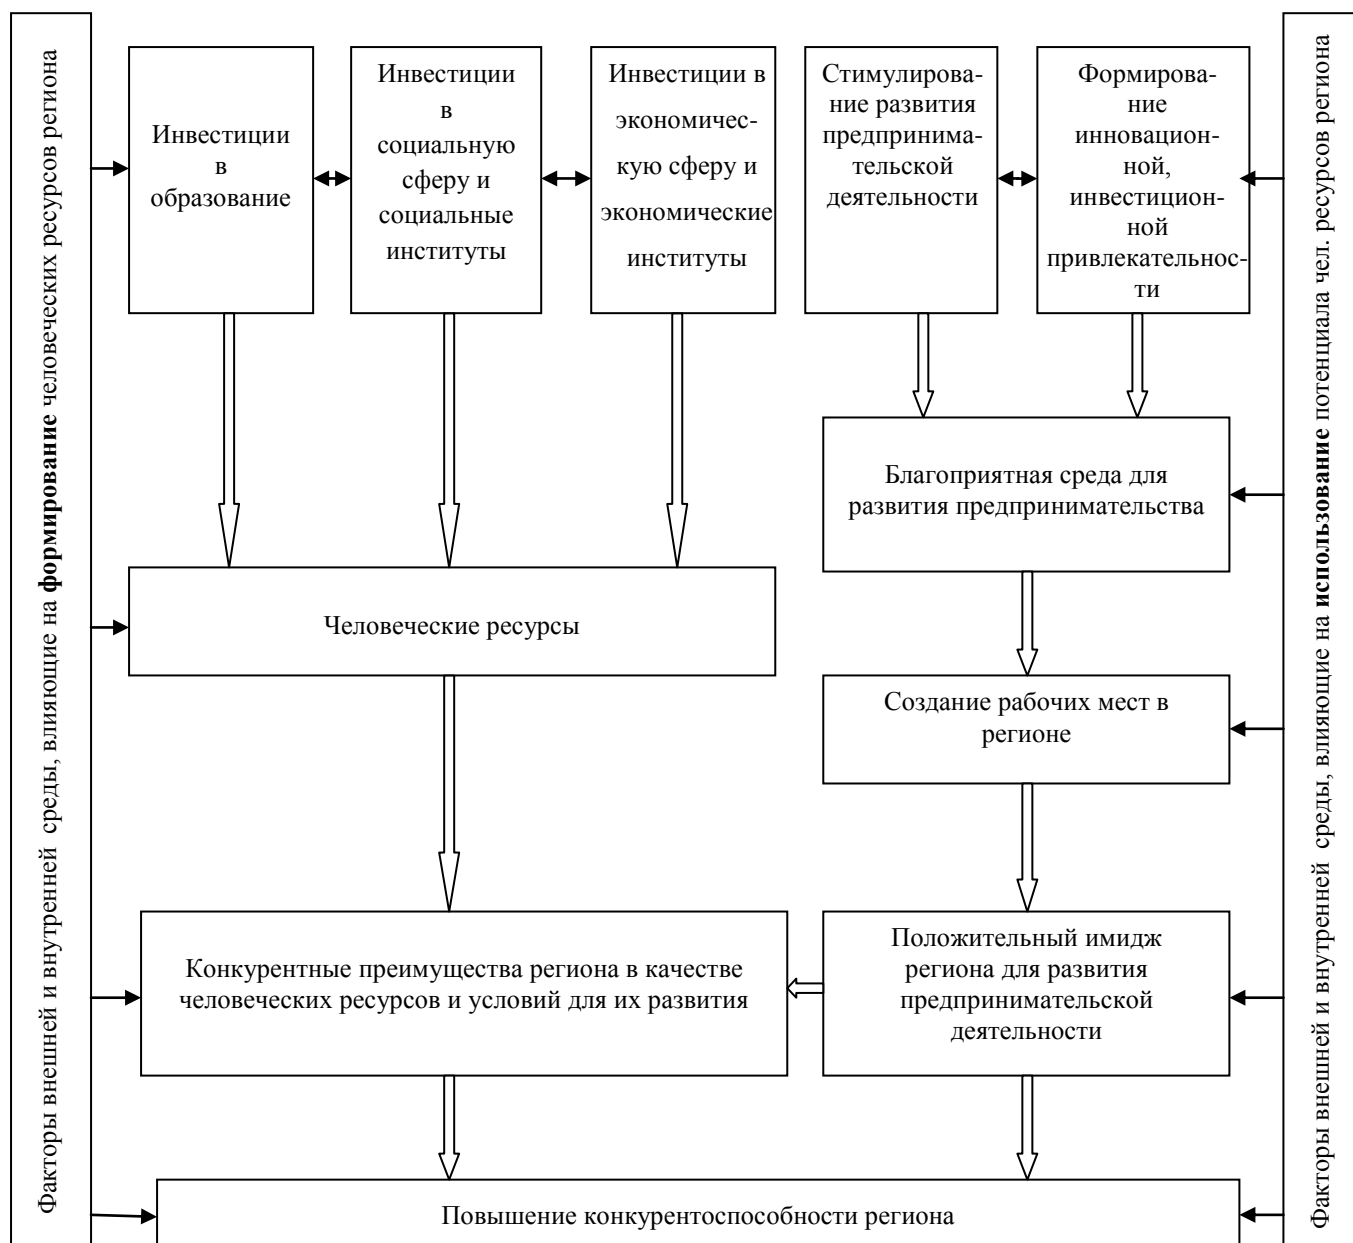 Факторы внешней и внутренней среды, влияющие на формирование человеческих ресурсов региона
Инвестиции
в
образование
Инвестиции
в
социальную
сферу и
социальные
институты
Инвестиции в
экономичес-
кую сферу и
экономические
институты
Стимулирова-
ние развития
предпринима-
тельской
деятельности
Формирова-
ние
инновацион-
ной,
инвестицион-
ной
привлекательнос-
ти
Благоприятная среда для
развития предпринимательства
Человеческие ресурсы
Создание рабочих мест в
регионе
Конкурентные преимущества региона в качестве
человеческих ресурсов и условий для их развития
Положительный имидж
региона для развития
предпринимательской
деятельности
Повышение конкурентоспособности региона
Факторы внешней и внутренней среды, влияющие на использование потенциала чел. ресурсов региона